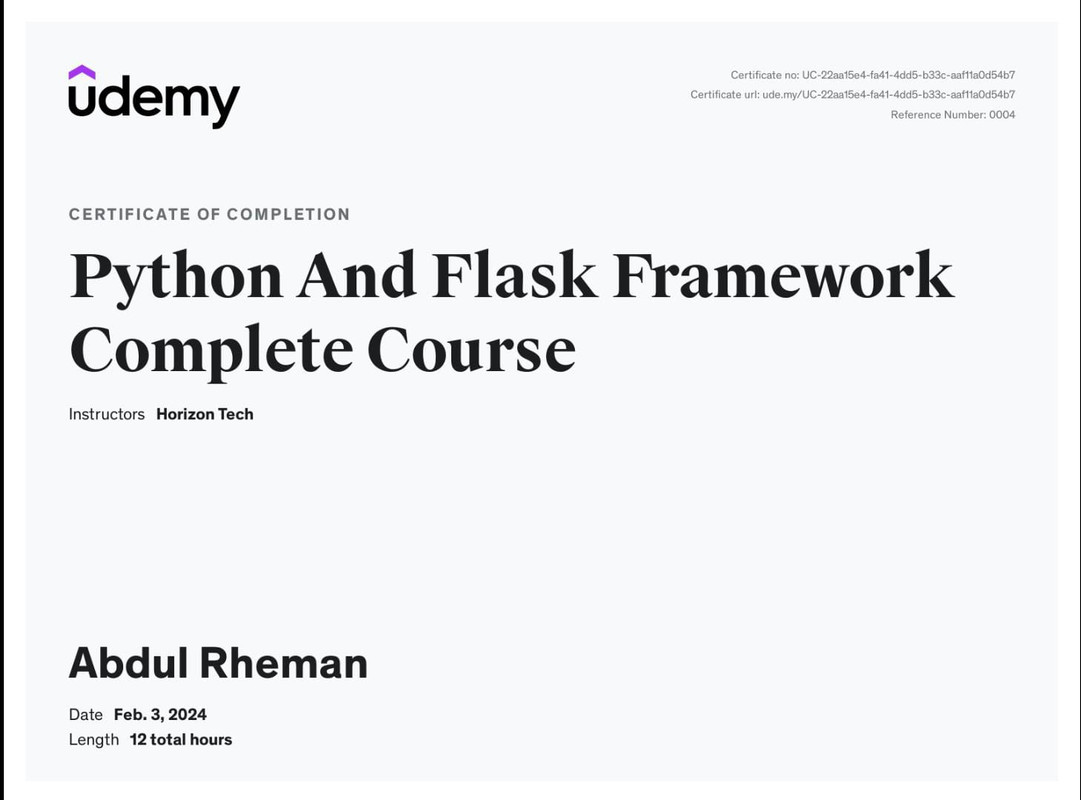 udemy
Certificate no: UC-22aa15e4-fa41-4dd5-b33c-aaf11a0d54b7
Certificate url: ude.my/UC-22aa15e4-fa41-4dd5-b33c-aaf11a0d54b7
Reference Number: 0004
CERTIFICATE OF COMPLETION
Python And Flask Framework
Complete Course
Instructors Horizon Tech
Abdul Rheman
Date Feb. 3, 2024
Length 12 total hours